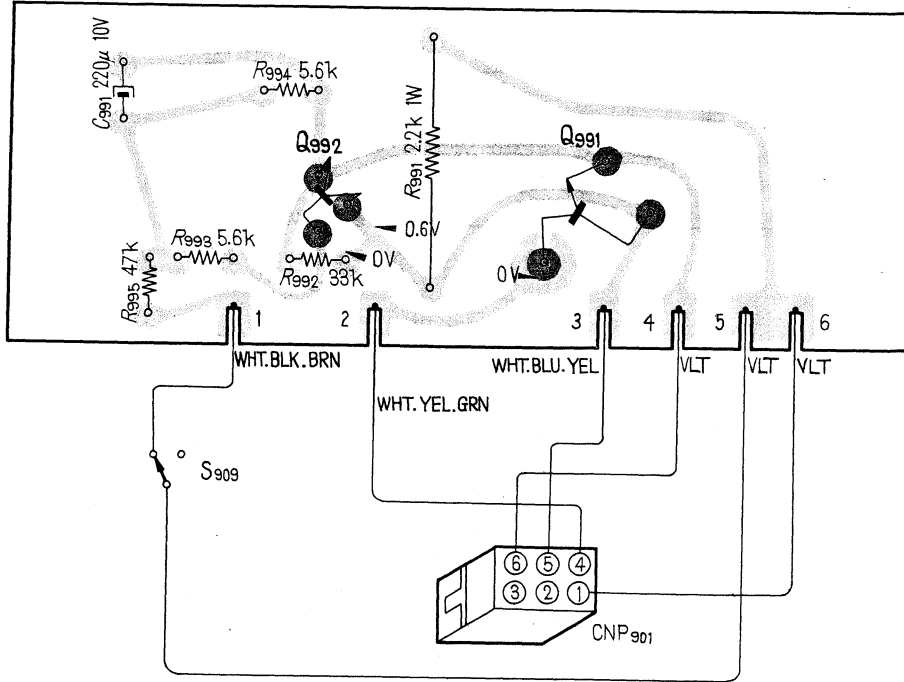 C991 220μ 10V
R994 5.6k
Q992
R991 2.2k 1W
Q991
0.6V
0V
0V
R993 5.6k
R992 33k
R995 47k
1
2
3
4
5
6
WHT.BLK.BRN
WHT.YEL.GRN
WHT.BLU.YEL
VLT
VLT
VLT
S909
6 5 4
3 2 1
CNP901